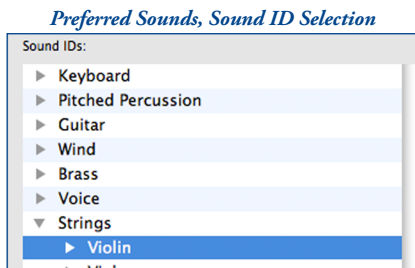 Preferred Sounds, Sound ID Selection
Sound IDs:
Keyboard
Pitched Percussion
Guitar
Wind
Brass
Voice
Strings
Violin